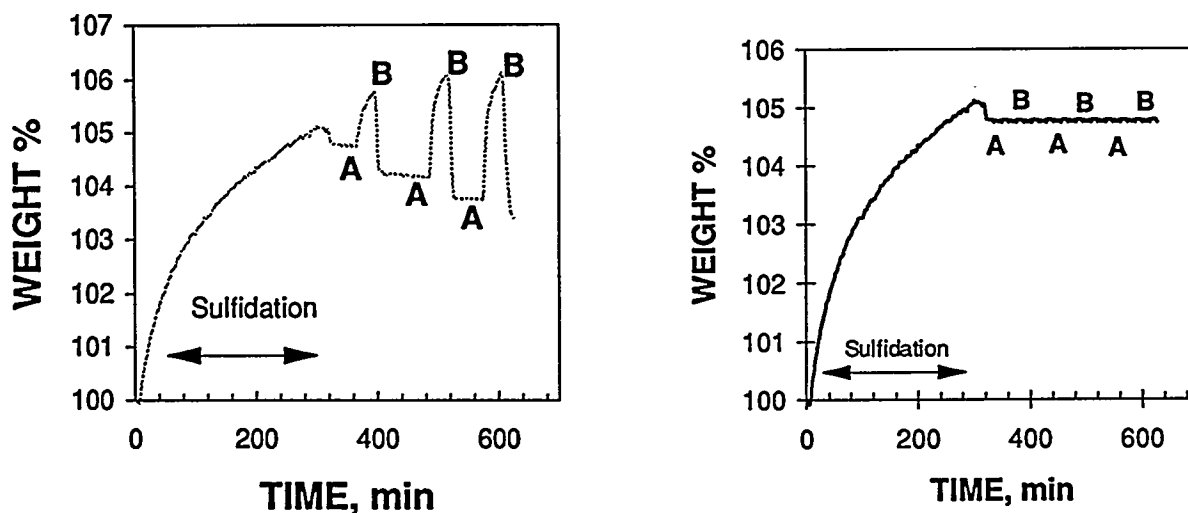 WEIGHT %
107
106
105
104
103
102
101
100
B B B
A A A
Sulfidation
0 200 400 600
TIME, min
WEIGHT %
106
105
104
103
102
101
100
B B B
A A A
Sulfidation
0 200 400 600
TIME, min